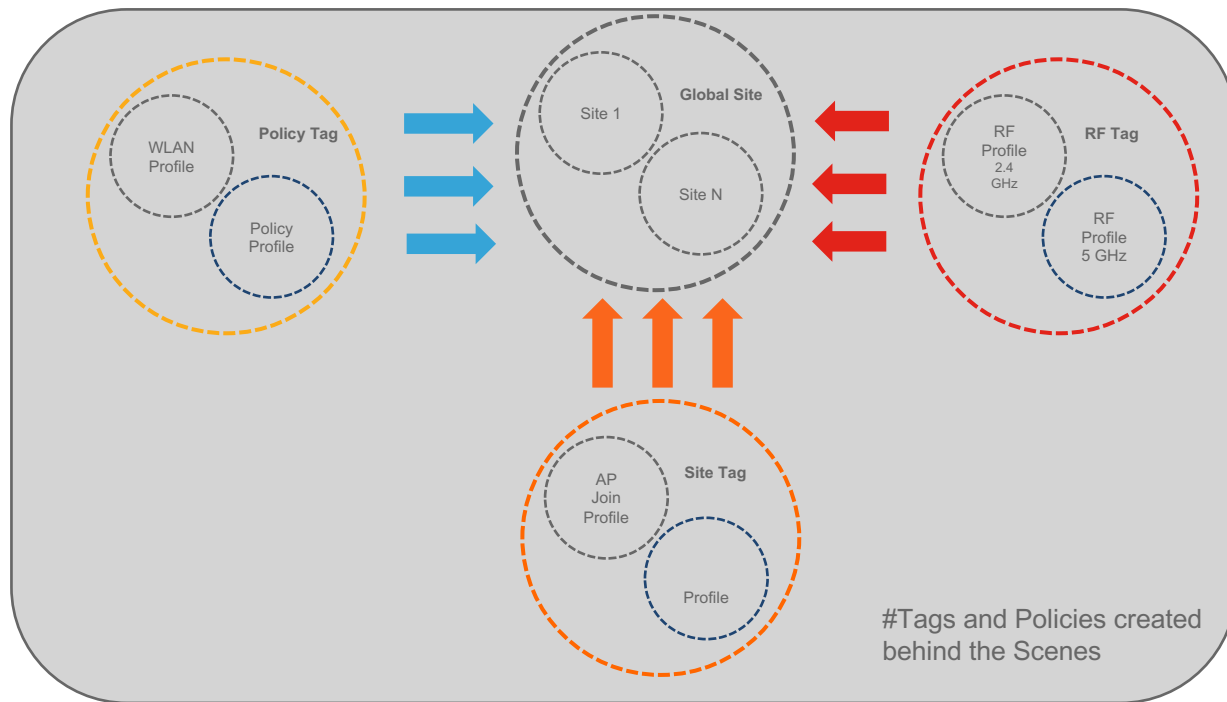 Policy Tag
WLAN
Profile
Policy
Profile
Global Site
Site 1
Site N
RF Tag
RF
Profile
2.4
GHz
RF
Profile
5 GHz
Site Tag
AP
Join
Profile
Profile
#Tags and Policies created
behind the Scenes